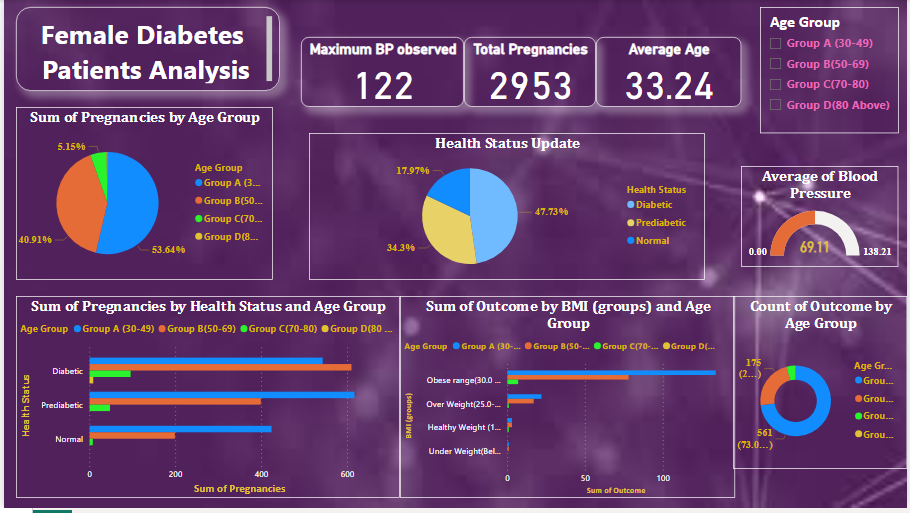 Female Diabetes
Patients Analysis
Maximum BP observed
122
Total Pregnancies
2953
Average Age
33.24
Age Group
Group A (30-49)
Group B(50-69)
Group C(70-80)
Group D(80 Above)
Sum of Pregnancies by Age Group
5.15%
40.91%
53.64%
Age Group
Group A (3...
Group B(50...
Group C(70...
Group D(8...
Health Status Update
17.97%
47.73%
34.3%
Health Status
Diabetic
Prediabetic
Normal
Average of Blood
Pressure
0.00
69.11
138.21
Sum of Pregnancies by Health Status and Age Group
Age Group
Group A (30-49)
Group B(50-69)
Group C(70-80)
Group D(80 ...
Health Status
Diabetic
Prediabetic
Normal
0
200
400
600
Sum of Pregnancies
Sum of Outcome by BMI (groups) and Age
Group
Age Group
Group A (30-...
Group B(50-...
Group C(70-...
Group D(...
BMI (groups)
Obese range(30.0 ...
Over Weight(25.0-...
Healthy Weight (1...
Under Weight(Bel...
0
50
100
Sum of Outcome
Count of Outcome by
Age Group
175
(2...)
561
(73.0...)
Age Gr...
Grou...
Grou...
Grou...
Grou...